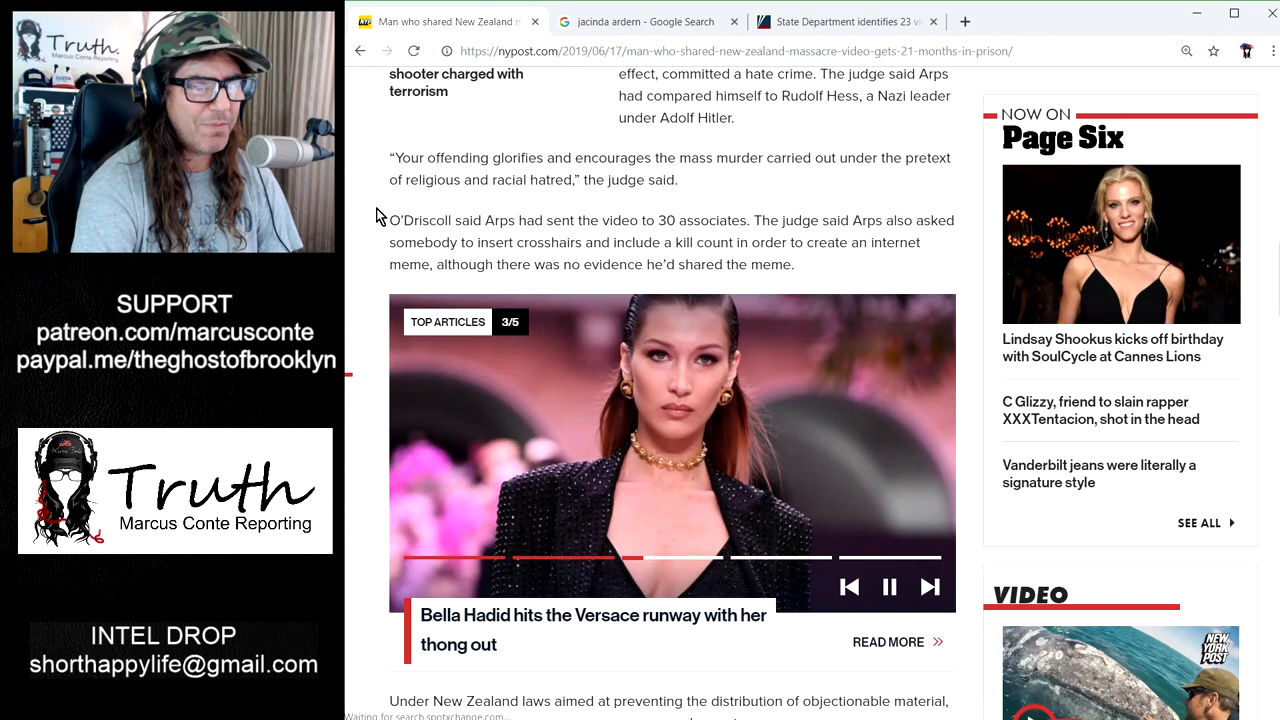 Truth.
Marcus Conte Reporting
SUPPORT
patreon.com/marcusconte
paypal.me/theghostofbrooklyn
Truth
Marcus Conte Reporting
INTEL DROP
shorthappylife@gmail.com
Man who shared New Zealand m
jacinda ardern - Google Search
State Department identifies 23 v
https://nypost.com/2019/06/17/man-who-shared-new-zealand-massacre-video-gets-21-months-in-prison/
shooter charged with
terrorism
effect, committed a hate crime. The judge said Arps
had compared himself to Rudolf Hess, a Nazi leader
under Adolf Hitler.
“Your offending glorifies and encourages the mass murder carried out under the pretext
of religious and racial hatred,” the judge said.
O’Driscoll said Arps had sent the video to 30 associates. The judge said Arps also asked
somebody to insert crosshairs and include a kill count in order to create an internet
meme, although there was no evidence he’d shared the meme.
TOP ARTICLES 3/5
Bella Hadid hits the Versace runway with her
thong out
READ MORE
Under New Zealand laws aimed at preventing the distribution of objectionable material,
Waiting for search.spotxchange.com...
NOW ON
Page Six
Lindsay Shookus kicks off birthday
with SoulCycle at Cannes Lions
C Glizzy, friend to slain rapper
XXXTentacion, shot in the head
Vanderbilt jeans were literally a
signature style
SEE ALL
VIDEO
NEW
YORK
POST